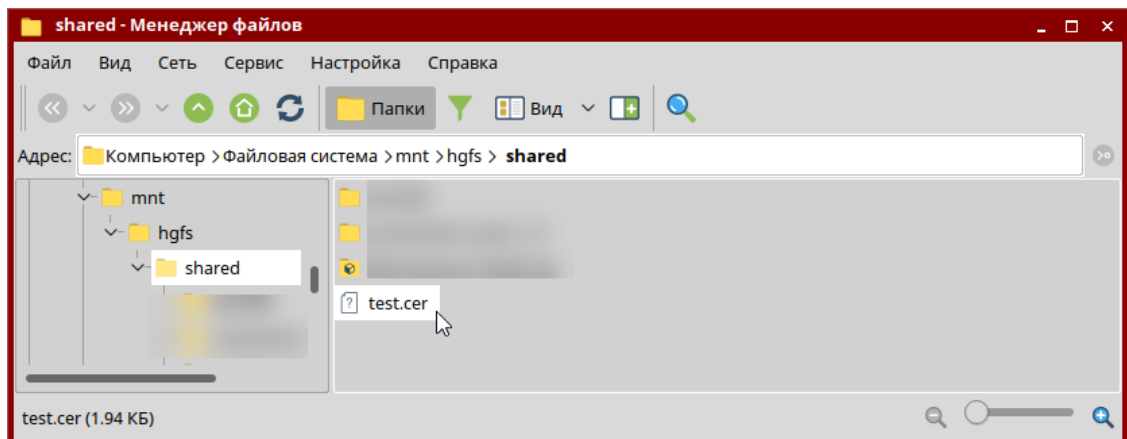 shared - Менеджер файлов
Файл Вид Сеть Сервис Настройка Справка
Папки Вид
Адрес: Компьютер > Файловая система > mnt > hgfs > shared
mnt
hgfs
shared
test.cer
test.cer (1.94 КБ)